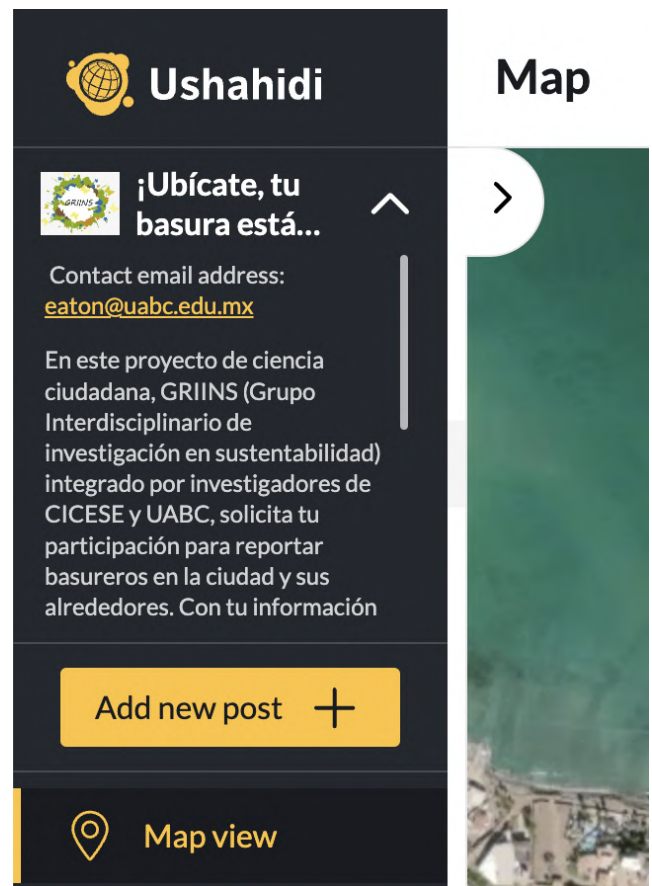 Ushahidi
Map
GRIINS
¡Ubícate, tu
basura está...
Contact email address:
eaton@uabc.edu.mx
En este proyecto de ciencia
ciudadana, GRIINS (Grupo
Interdisciplinario de
investigación en sustentabilidad)
integrado por investigadores de
CICESE y UABC, solicita tu
participación para reportar
basureros en la ciudad y sus
alrededores. Con tu información
Add new post
Map view